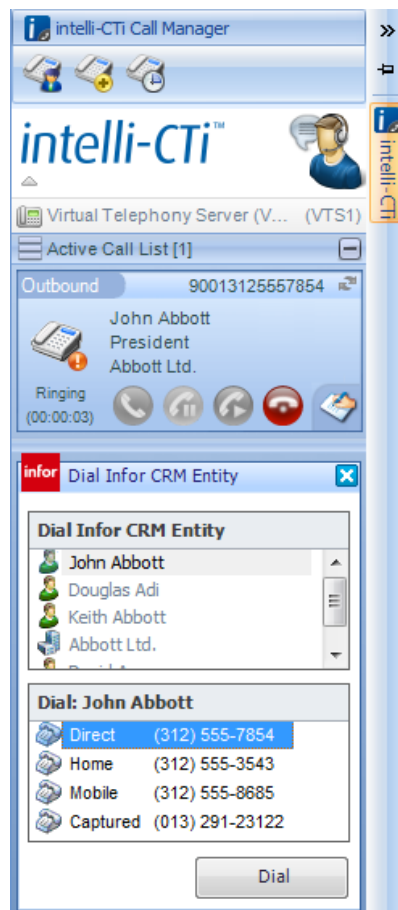 intelli-CTi Call Manager
intelli-CTi™
Virtual Telephony Server (V... (VTS1)
Active Call List [1]
Outbound 90013125557854
John Abbott
President
Abbott Ltd.
Ringing
(00:00:03)
infor Dial Infor CRM Entity
Dial Infor CRM Entity
John Abbott
Douglas Adi
Keith Abbott
Abbott Ltd.
Dial: John Abbott
Direct (312) 555-7854
Home (312) 555-3543
Mobile (312) 555-8685
Captured (013) 291-23122
Dial
intelli-CTi